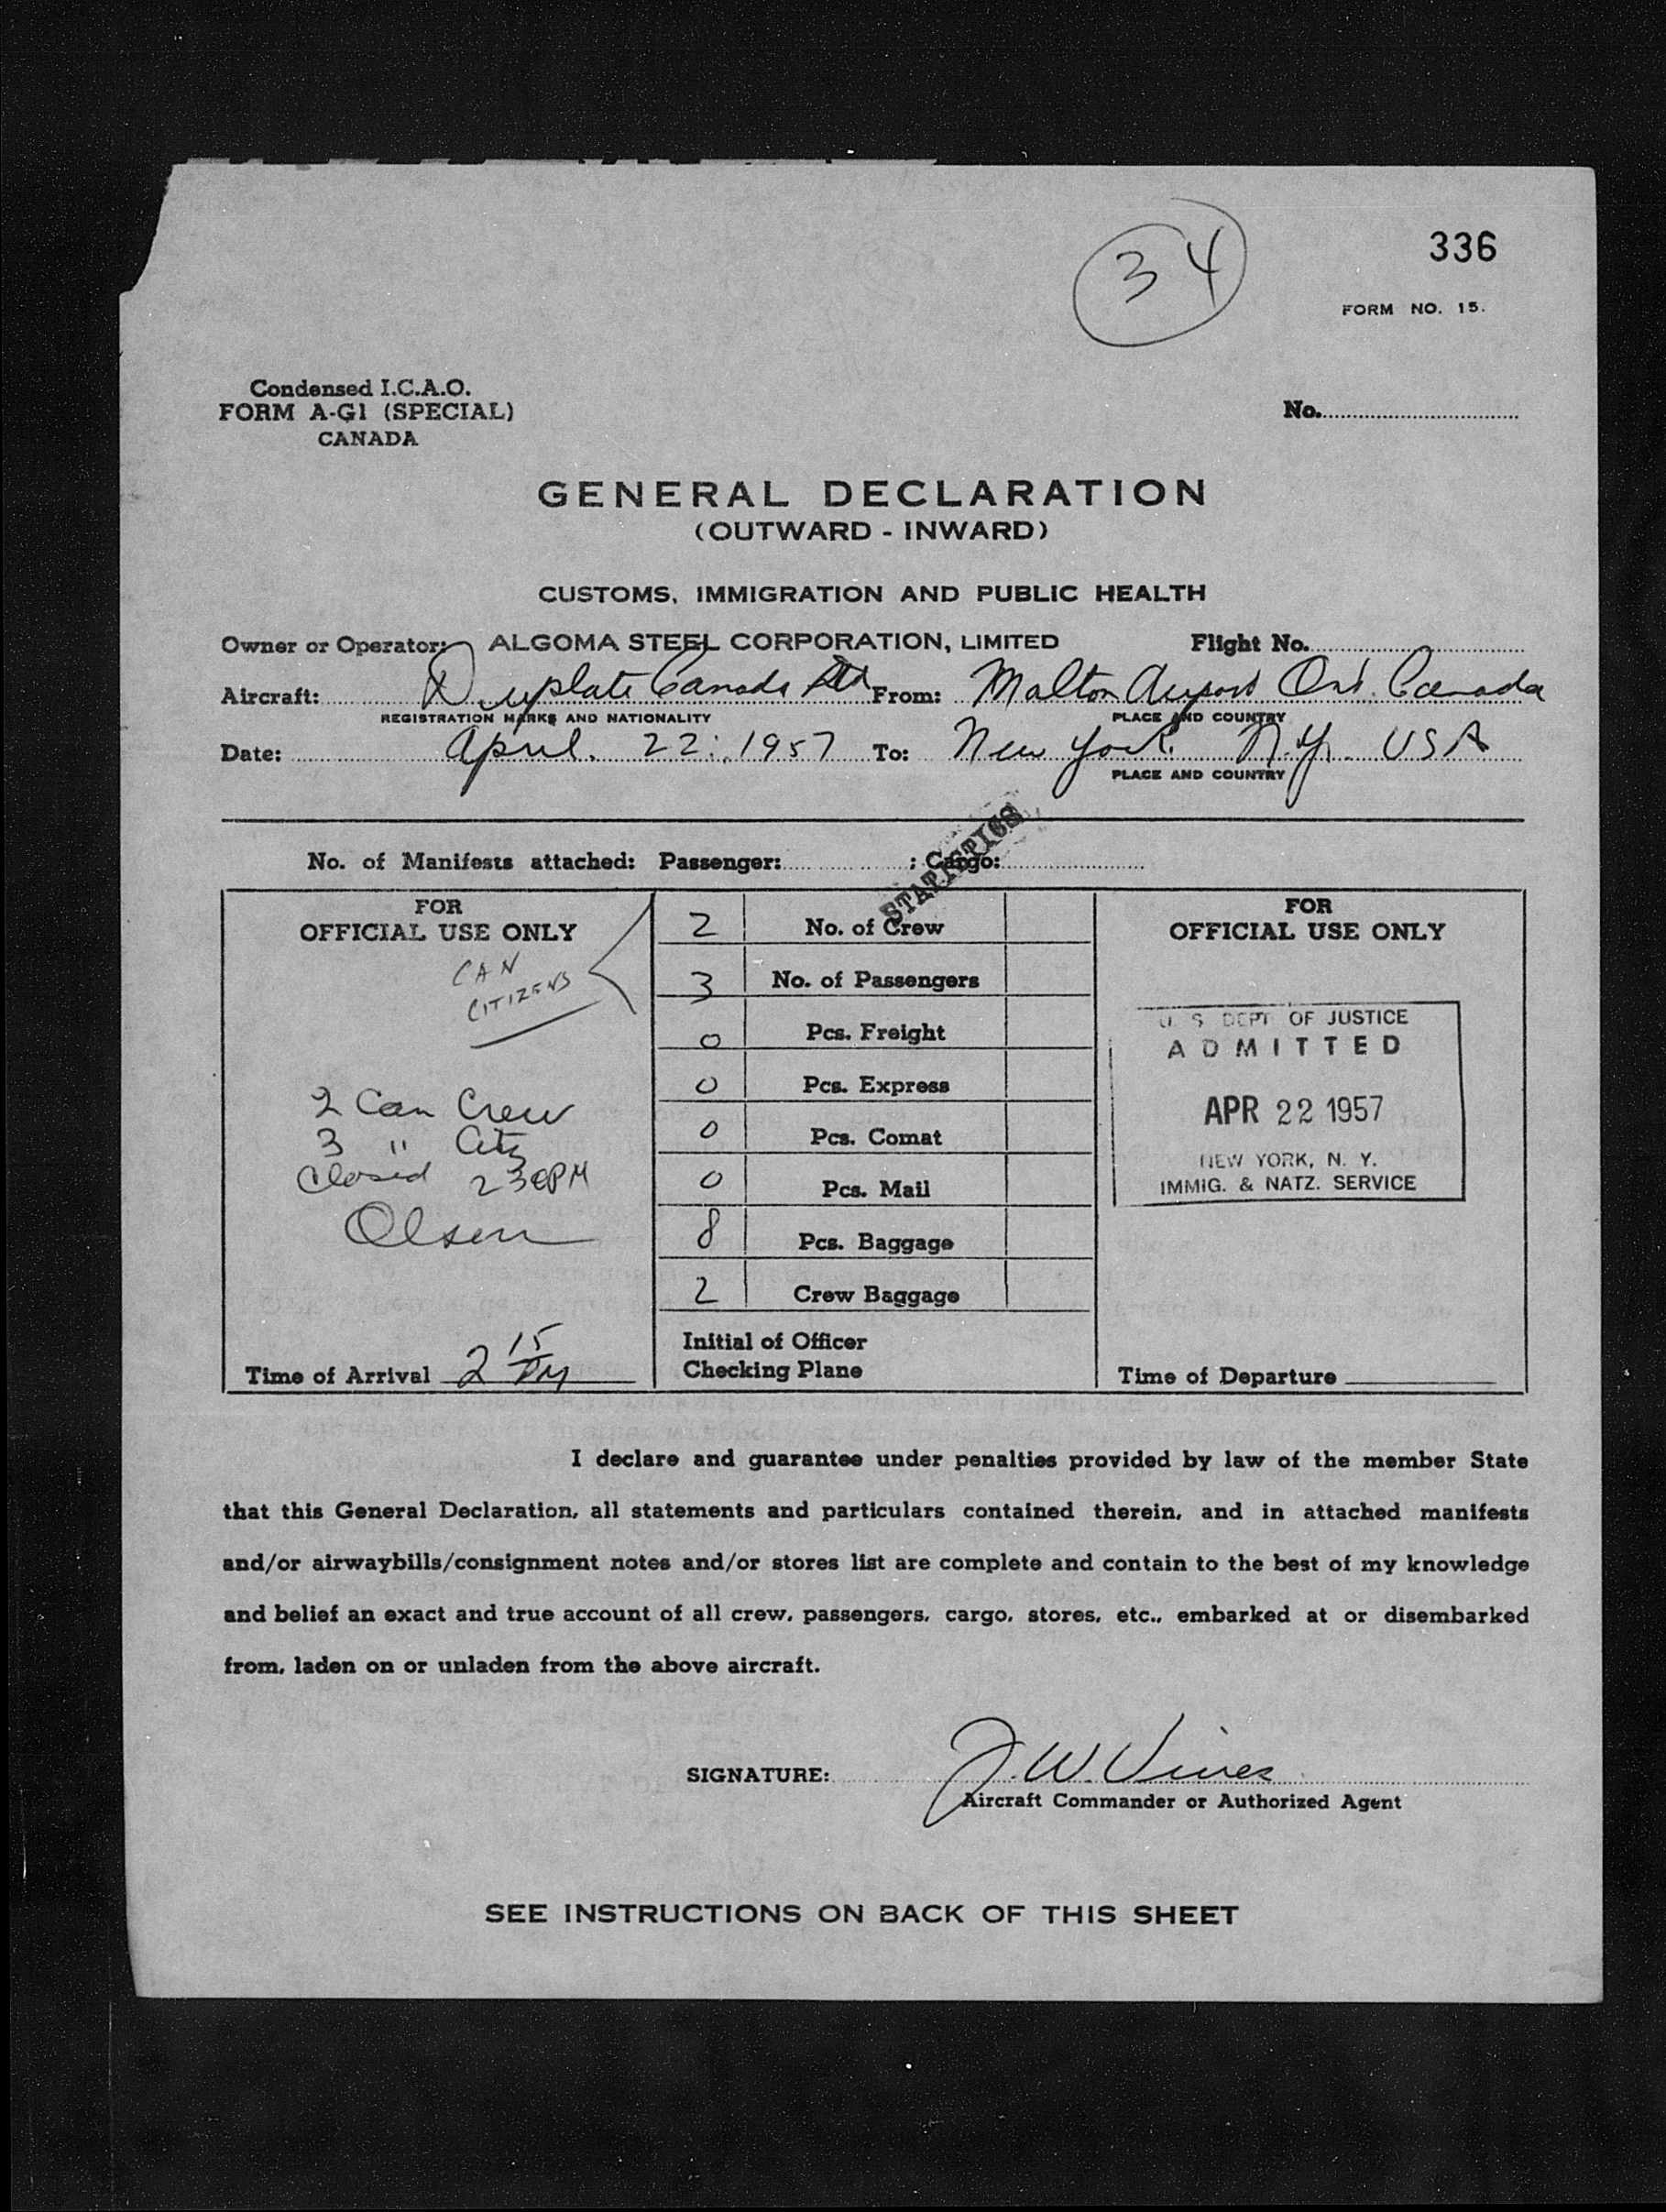 34
336
FORM NO. 15.
Condensed I.C.A.O.
FORM A-G1 (SPECIAL)
CANADA
No.
GENERAL DECLARATION
(OUTWARD - INWARD)
CUSTOMS, IMMIGRATION AND PUBLIC HEALTH
Owner or Operator: ALGOMA STEEL CORPORATION, LIMITED Flight No.
Aircraft: Duplate Canada Ltd From: Malton Airport Ont. Canada
REGISTRATION MARKS AND NATIONALITY PLACE AND COUNTRY
Date: April. 22. 1957 To: New York. N.Y. USA
PLACE AND COUNTRY
STATISTICS
No. of Manifests attached: Passenger: ; Cargo:
FOR
OFFICIAL USE ONLY
CAN
CITIZENS
2 Can Crew
3 " Citz
Closed 230PM
Olsen
Time of Arrival 2 15 PM
2 No. of Crew
3 No. of Passengers
0 Pcs. Freight
0 Pcs. Express
0 Pcs. Comat
0 Pcs. Mail
8 Pcs. Baggage
2 Crew Baggage
Initial of Officer
Checking Plane
FOR
OFFICIAL USE ONLY
U. S. DEPT OF JUSTICE
ADMITTED
APR 22 1957
NEW YORK, N. Y.
IMMIG. & NATZ. SERVICE
Time of Departure
I declare and guarantee under penalties provided by law of the member State
that this General Declaration, all statements and particulars contained therein, and in attached manifests
and/or airwaybills/consignment notes and/or stores list are complete and contain to the best of my knowledge
and belief an exact and true account of all crew, passengers, cargo, stores, etc., embarked at or disembarked
from, laden on or unladen from the above aircraft.
SIGNATURE: J. W. Vines
Aircraft Commander or Authorized Agent
SEE INSTRUCTIONS ON BACK OF THIS SHEET